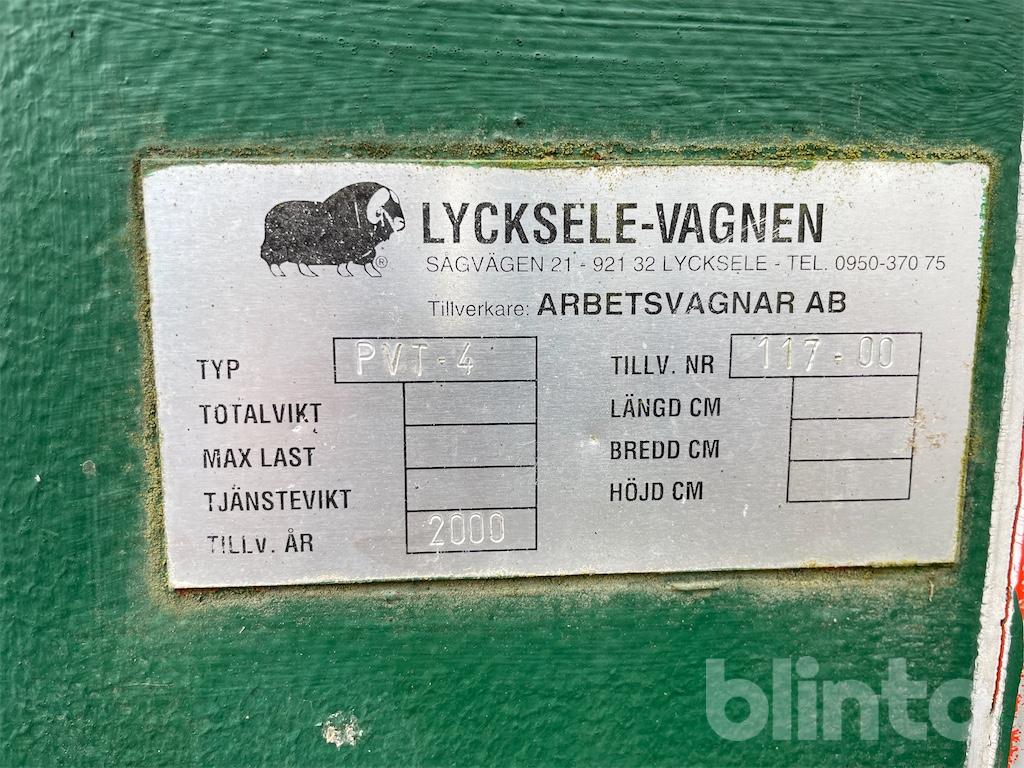 LYCKSELE-VAGNEN
SÅGVÄGEN 21 - 921 32 LYCKSELE - TEL. 0950-370 75
Tillverkare: ARBETSVAGNAR AB
TYP PVT-4
TOTALVIKT
MAX LAST
TJÄNSTEVIKT
TILLV. ÅR 2000
TILLV. NR 117-00
LÄNGD CM
BREDD CM
HÖJD CM
®
blinto